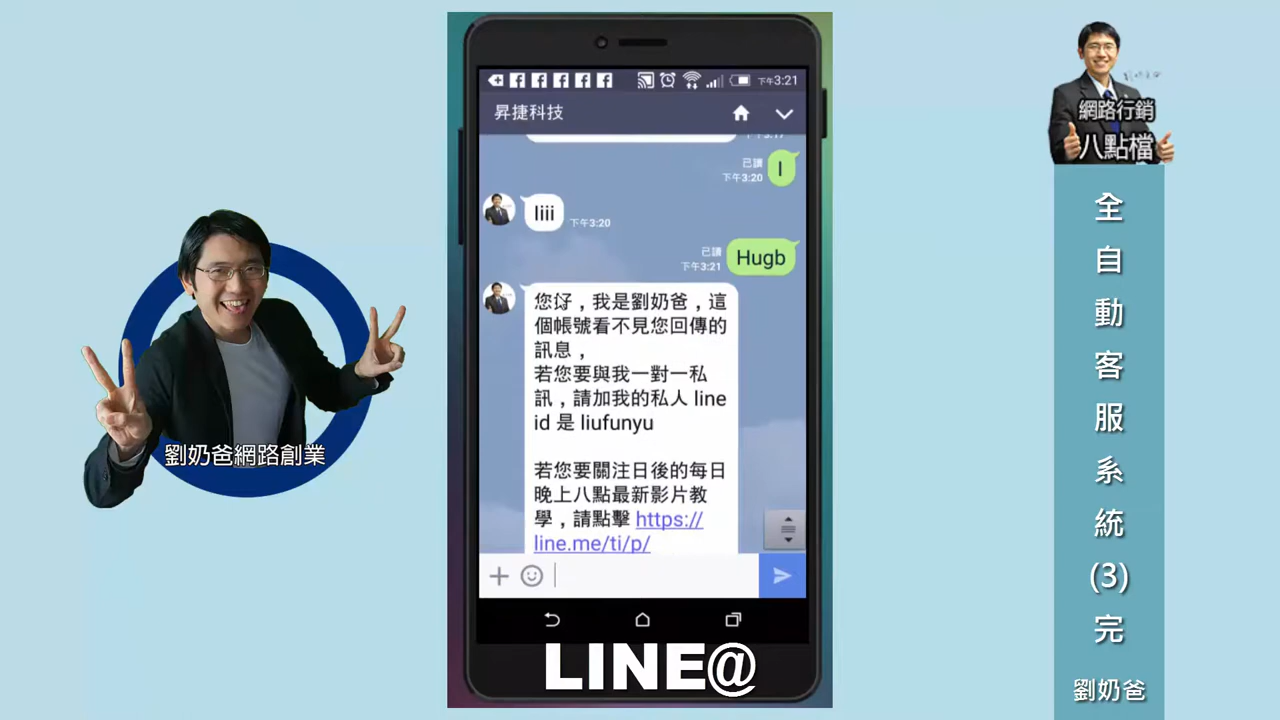 下午3:21
昇捷科技
已讀
下午3:20
I
liii
下午3:20
已讀
下午3:21
Hugb
您好，我是劉奶爸，這
個帳號看不見您回傳的
訊息，
若您要與我一對一私
訊，請加我的私人 line
id 是 liufunyu
若您要關注日後的每日
晚上八點最新影片教
學，請點擊 https://
line.me/ti/p/
LINE@
劉奶爸網路創業
網路行銷
八點檔
全自動客服系統(3)完
劉奶爸